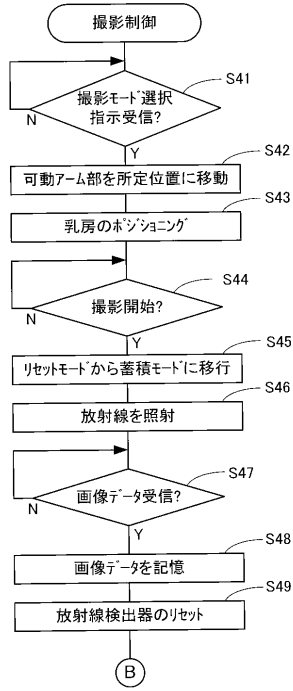 撮影制御
S41
撮影モード選択
指示受信?
N
Y
S42
可動アーム部を所定位置に移動
S43
乳房のポジショニング
S44
撮影開始?
N
Y
S45
リセットモードから蓄積モードに移行
S46
放射線を照射
S47
画像データ受信?
N
Y
S48
画像データを記憶
S49
放射線検出器のリセット
B